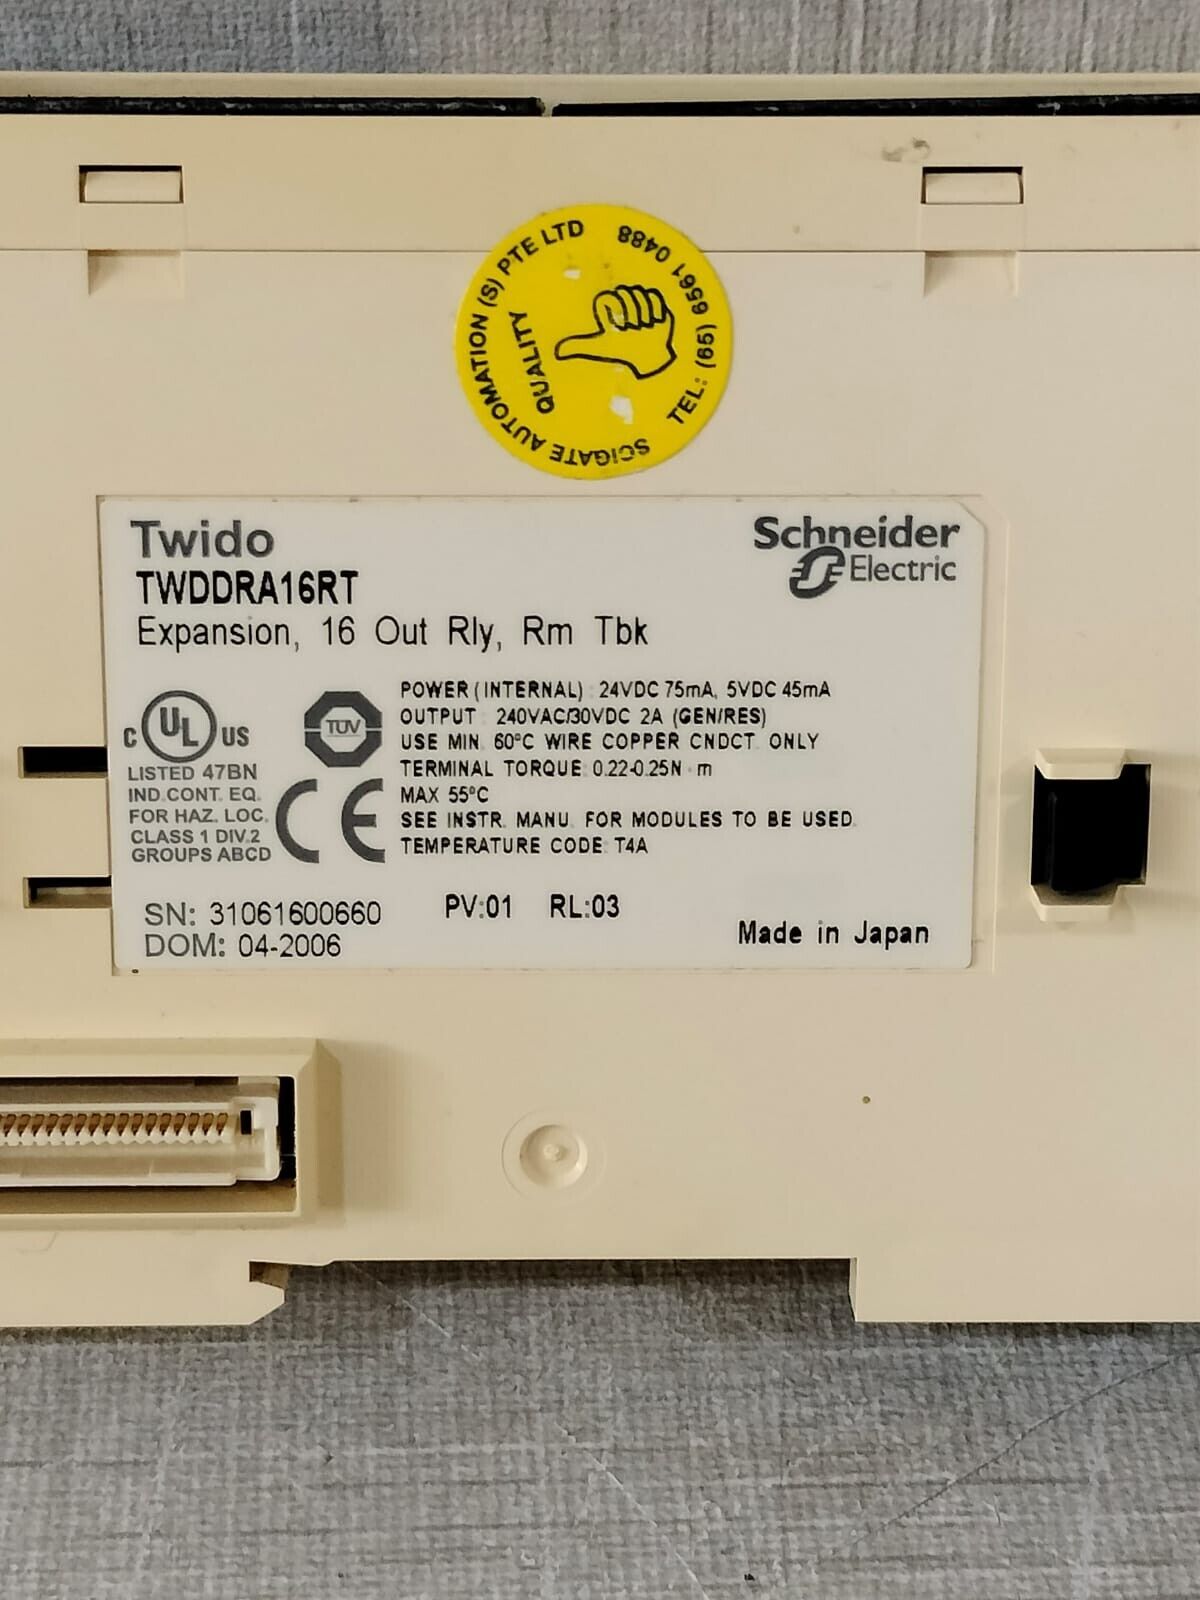 SCIGATE AUTOMATION (S) PTE LTD
TEL: (65) 6561 0488
QUALITY
Twido
Schneider
Electric
TWDDRA16RT
Expansion, 16 Out Rly, Rm Tbk
C UL US
LISTED 47BN
IND.CONT. EQ.
FOR HAZ. LOC.
CLASS 1 DIV.2
GROUPS ABCD
TUV
CE
POWER (INTERNAL) : 24VDC 75mA, 5VDC 45mA
OUTPUT : 240VAC/30VDC 2A (GEN/RES)
USE MIN. 60°C WIRE COPPER CNDCT. ONLY
TERMINAL TORQUE: 0.22-0.25N · m
MAX 55°C
SEE INSTR. MANU. FOR MODULES TO BE USED.
TEMPERATURE CODE: T4A
SN: 31061600660 PV:01 RL:03
DOM: 04-2006
Made in Japan